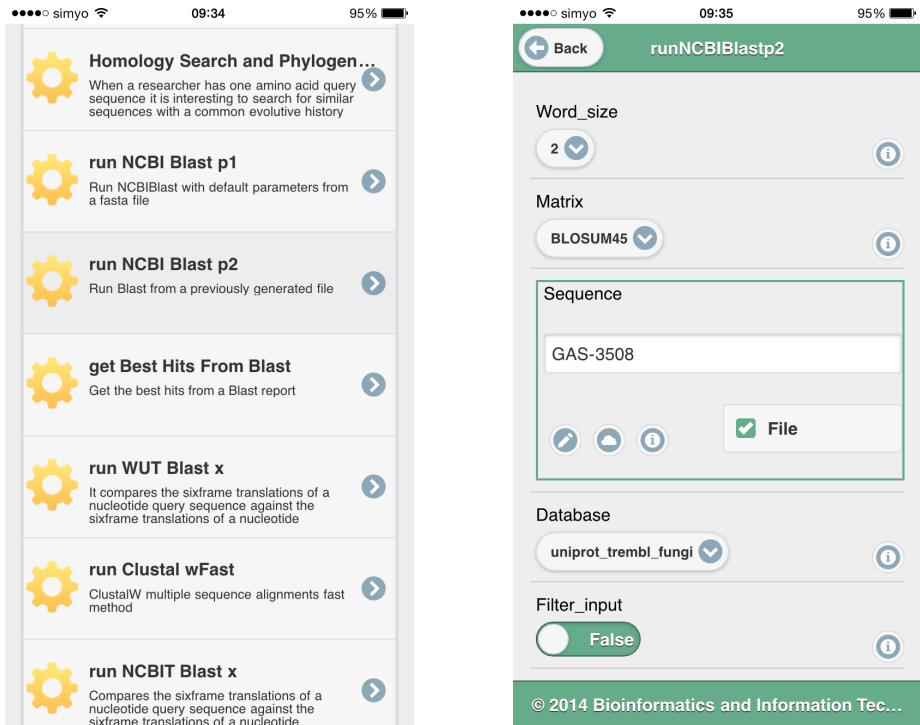 simyo 09:34 95%
Homology Search and Phylogen...
When a researcher has one amino acid query
sequence it is interesting to search for similar
sequences with a common evolutive history
run NCBI Blast p1
Run NCBIBlast with default parameters from
a fasta file
run NCBI Blast p2
Run Blast from a previously generated file
get Best Hits From Blast
Get the best hits from a Blast report
run WUT Blast x
It compares the sixframe translations of a
nucleotide query sequence against the
sixframe translations of a nucleotide
run Clustal wFast
ClustalW multiple sequence alignments fast
method
run NCBIT Blast x
Compares the sixframe translations of a
nucleotide query sequence against the
sixframe translations of a nucleotide
simyo 09:35 95%
Back runNCBIBlastp2
Word_size
2
Matrix
BLOSUM45
Sequence
GAS-3508
File
Database
uniprot_trembl_fungi
Filter_input
False
© 2014 Bioinformatics and Information Tec...